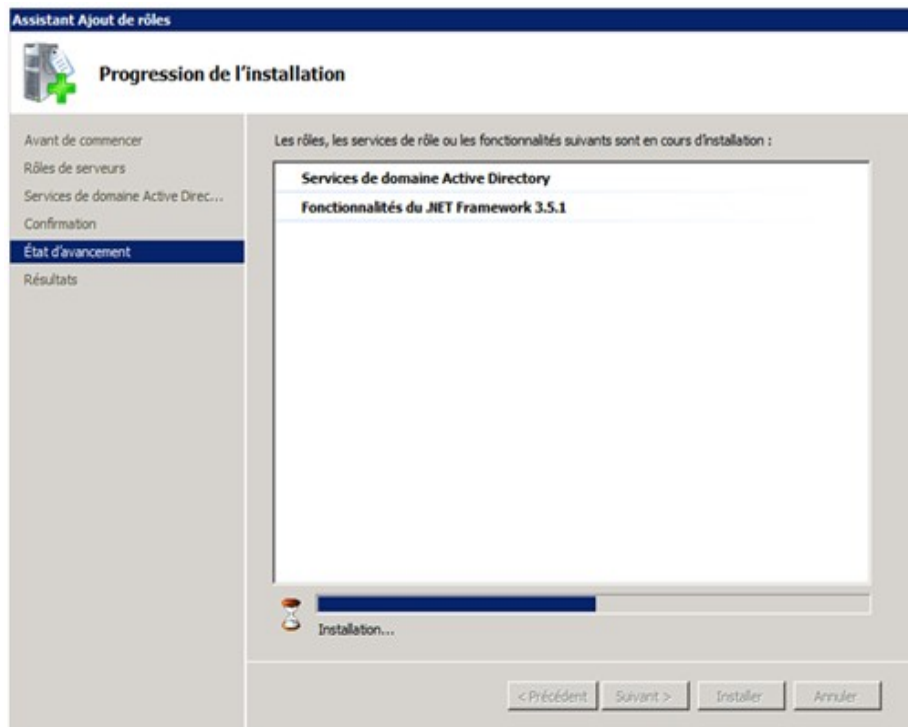 Assistant Ajout de rôles
Progression de l'installation
Avant de commencer
Rôles de serveurs
Services de domaine Active Direc...
Confirmation
État d'avancement
Résultats
Les rôles, les services de rôle ou les fonctionnalités suivants sont en cours d'installation :
Services de domaine Active Directory
Fonctionnalités du .NET Framework 3.5.1
Installation...
< Précédent
Suivant >
Installer
Annuler